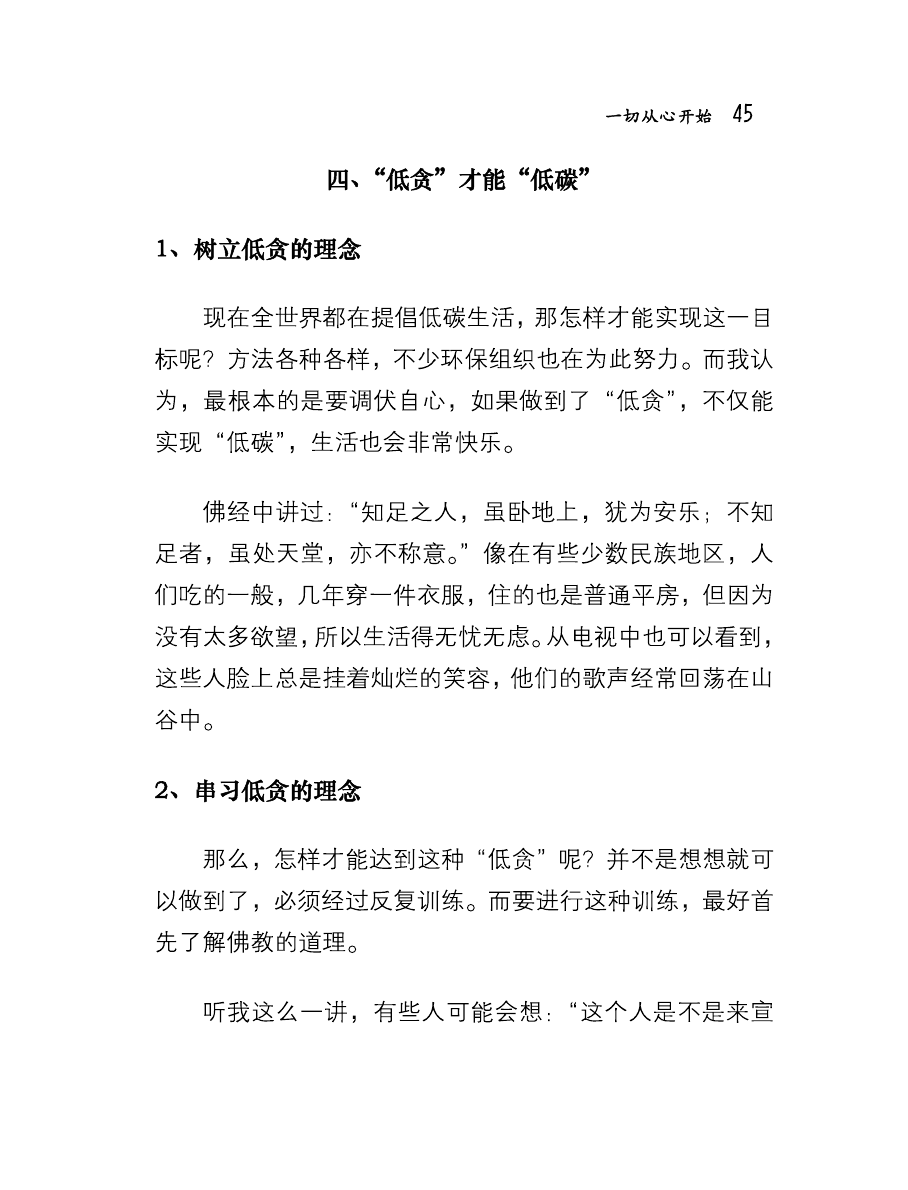 一切从心开始 45
四、“低贪”才能“低碳”
1、树立低贪的理念
现在全世界都在提倡低碳生活，那怎样才能实现这一目
标呢？方法各种各样，不少环保组织也在为此努力。而我认
为，最根本的是要调伏自心，如果做到了“低贪”，不仅能
实现“低碳”，生活也会非常快乐。
佛经中讲过：“知足之人，虽卧地上，犹为安乐；不知
足者，虽处天堂，亦不称意。”像在有些少数民族地区，人
们吃的一般，几年穿一件衣服，住的也是普通平房，但因为
没有太多欲望，所以生活得无忧无虑。从电视中也可以看到，
这些人脸上总是挂着灿烂的笑容，他们的歌声经常回荡在山
谷中。
2、串习低贪的理念
那么，怎样才能达到这种“低贪”呢？并不是想想就可
以做到了，必须经过反复训练。而要进行这种训练，最好首
先了解佛教的道理。
听我这么一讲，有些人可能会想：“这个人是不是来宣